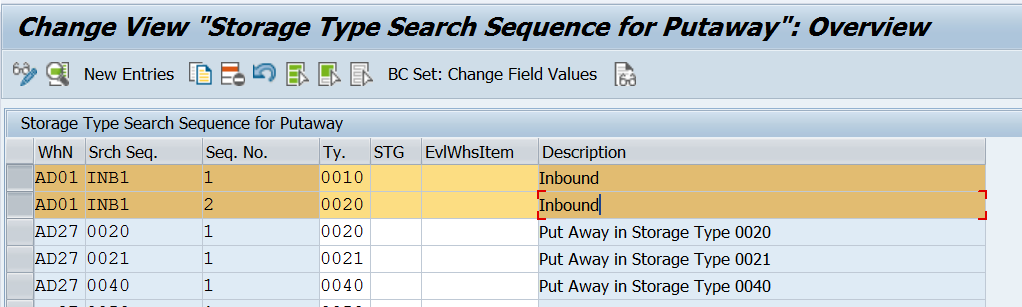 Change View "Storage Type Search Sequence for Putaway": Overview
New Entries BC Set: Change Field Values
Storage Type Search Sequence for Putaway
WhN Srch Seq. Seq. No. Ty. STG EvlWhsItem Description
AD01 INB1 1 0010 Inbound
AD01 INB1 2 0020 Inbound
AD27 0020 1 0020 Put Away in Storage Type 0020
AD27 0021 1 0021 Put Away in Storage Type 0021
AD27 0040 1 0040 Put Away in Storage Type 0040